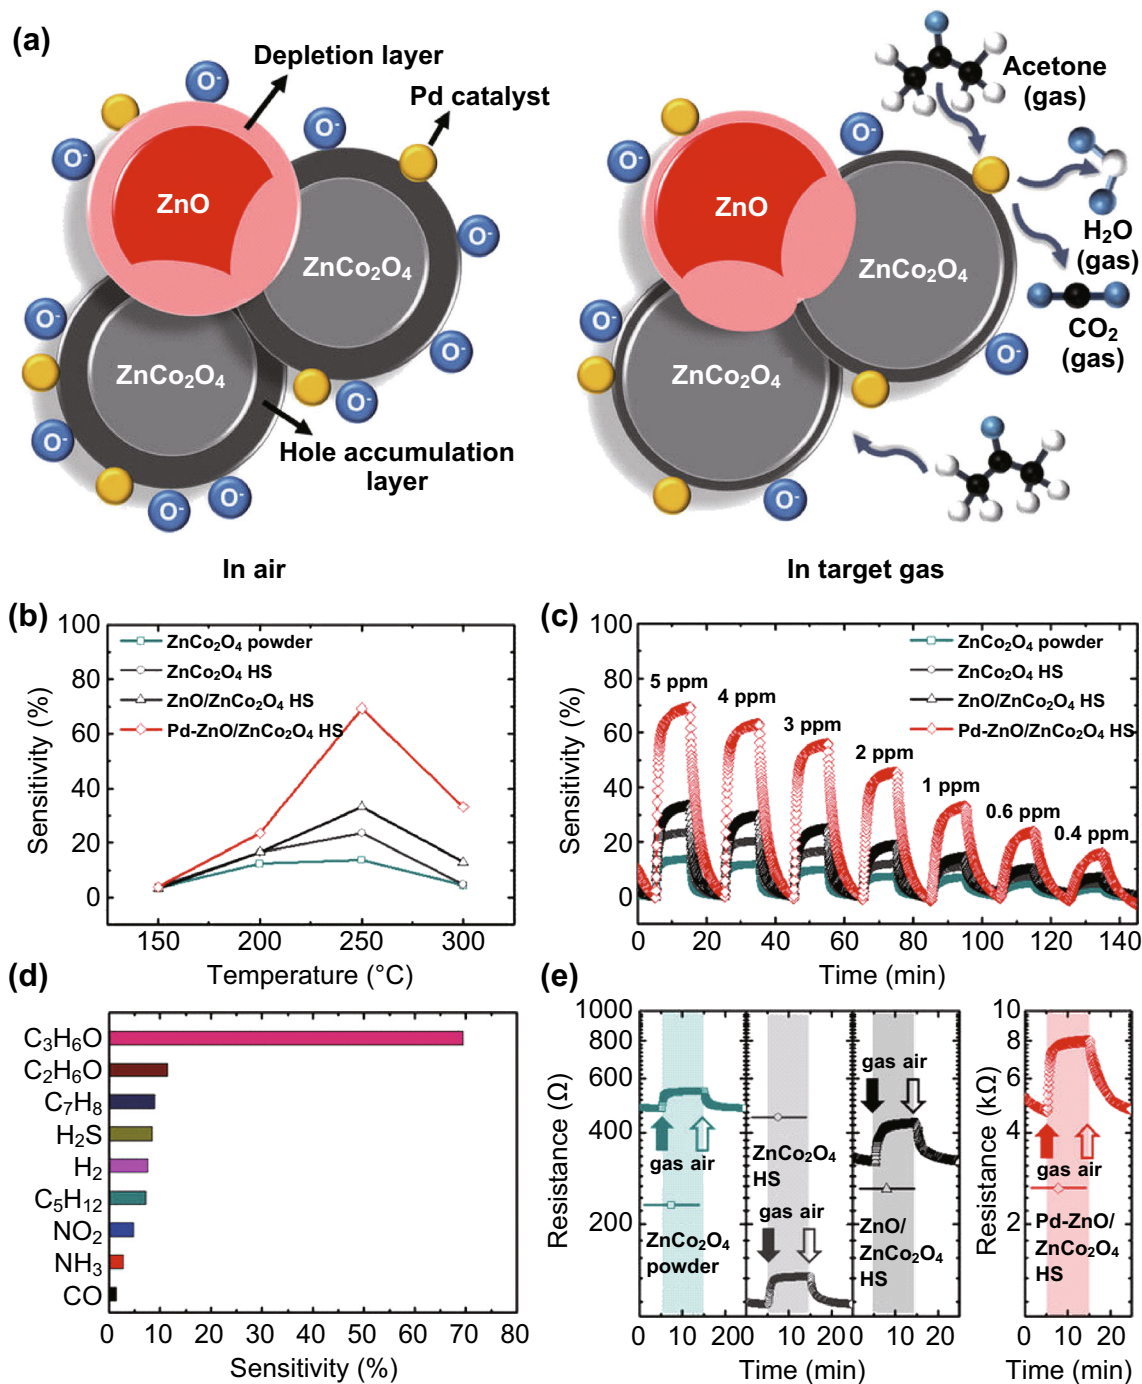 (a)
Depletion layer
Pd catalyst
O-
O-
O-
O-
O-
O-
O-
O-
O-
O-
ZnO
ZnCo2O4
ZnCo2O4
Hole accumulation
layer
In air
Acetone
(gas)
O-
O-
O-
O-
O-
ZnO
ZnCo2O4
ZnCo2O4
H2O
(gas)
CO2
(gas)
In target gas
(b)
100
80
60
40
20
0
Sensitivity (%)
ZnCo2O4 powder
ZnCo2O4 HS
ZnO/ZnCo2O4 HS
Pd-ZnO/ZnCo2O4 HS
150 200 250 300
Temperature (°C)
(c)
100
80
60
40
20
0
Sensitivity (%)
ZnCo2O4 powder
ZnCo2O4 HS
ZnO/ZnCo2O4 HS
Pd-ZnO/ZnCo2O4 HS
5 ppm
4 ppm
3 ppm
2 ppm
1 ppm
0.6 ppm
0.4 ppm
0 20 40 60 80 100 120 140
Time (min)
(d)
C3H6O
C2H6O
C7H8
H2S
H2
C5H12
NO2
NH3
CO
0 10 20 30 40 50 60 70 80
Sensitivity (%)
(e)
1000
800
600
400
200
Resistance (Ω)
gas air
ZnCo2O4
powder
0 10 20
Time (min)
ZnCo2O4
HS
gas air
0 10 20
gas air
ZnO/
ZnCo2O4
HS
0 10 20
Time (min)
10
8
6
4
2
Resistance (kΩ)
gas air
Pd-ZnO/
ZnCo2O4
HS
0 10 20
Time (min)